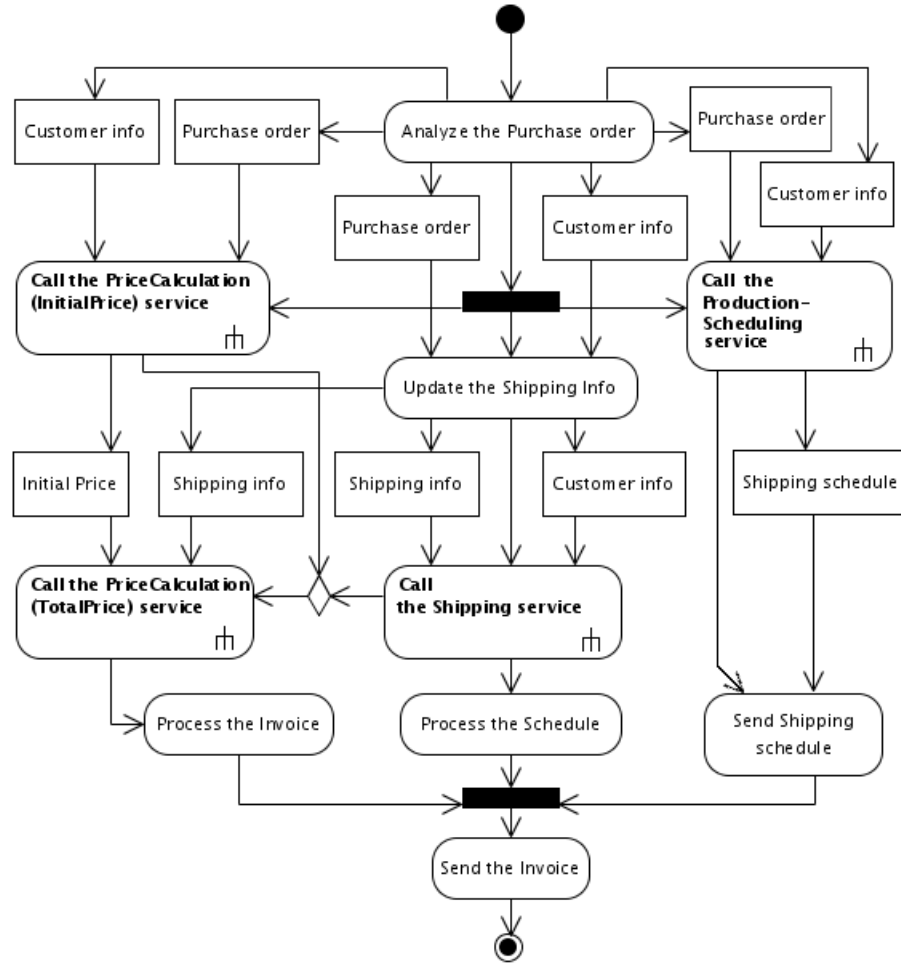 Customer info
Purchase order
Analyze the Purchase order
Purchase order
Customer info
Purchase order
Customer info
Call the PriceCalculation
(InitialPrice) service
Call the
Production-
Scheduling
service
Update the Shipping Info
Initial Price
Shipping info
Shipping info
Customer info
Shipping schedule
Call the PriceCalculation
(TotalPrice) service
Call
the Shipping service
Process the Invoice
Process the Schedule
Send Shipping
schedule
Send the Invoice